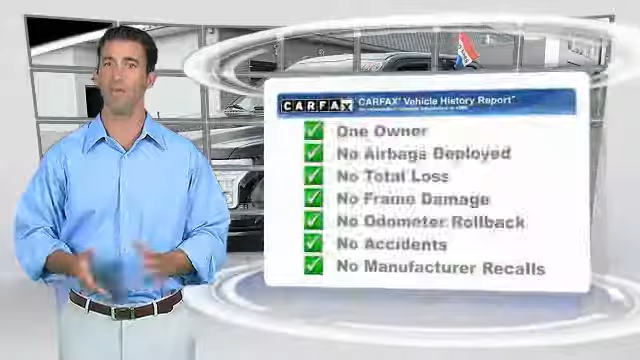 CARFAX CARFAX Vehicle History Report™
One Owner
No Airbags Deployed
No Total Loss
No Frame Damage
No Odometer Rollback
No Accidents
No Manufacturer Recalls